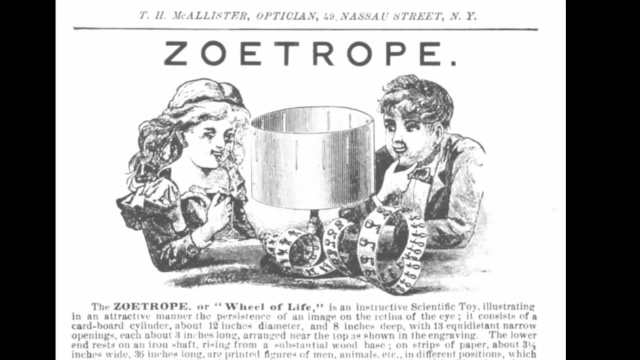 T. H. McALLISTER, OPTICIAN, 49, NASSAU STREET, N. Y.
ZOETROPE.
The ZOETROPE, or "Wheel of Life," is an instructive Scientific Toy, illustrating
in an attractive manner the persistence of an image on the retina of the eye; it consists of a
card-board cylinder, about 12 inches diameter, and 8 inches deep, with 13 equidistant narrow
openings, each about 3 inches long, arranged near the top as shown in the engraving. The lower
end rests on an iron shaft, rising from a substantial wood base; on strips of paper, about 3½
inches wide, 36 inches long, are printed figures of men, animals, etc., in different positions, which